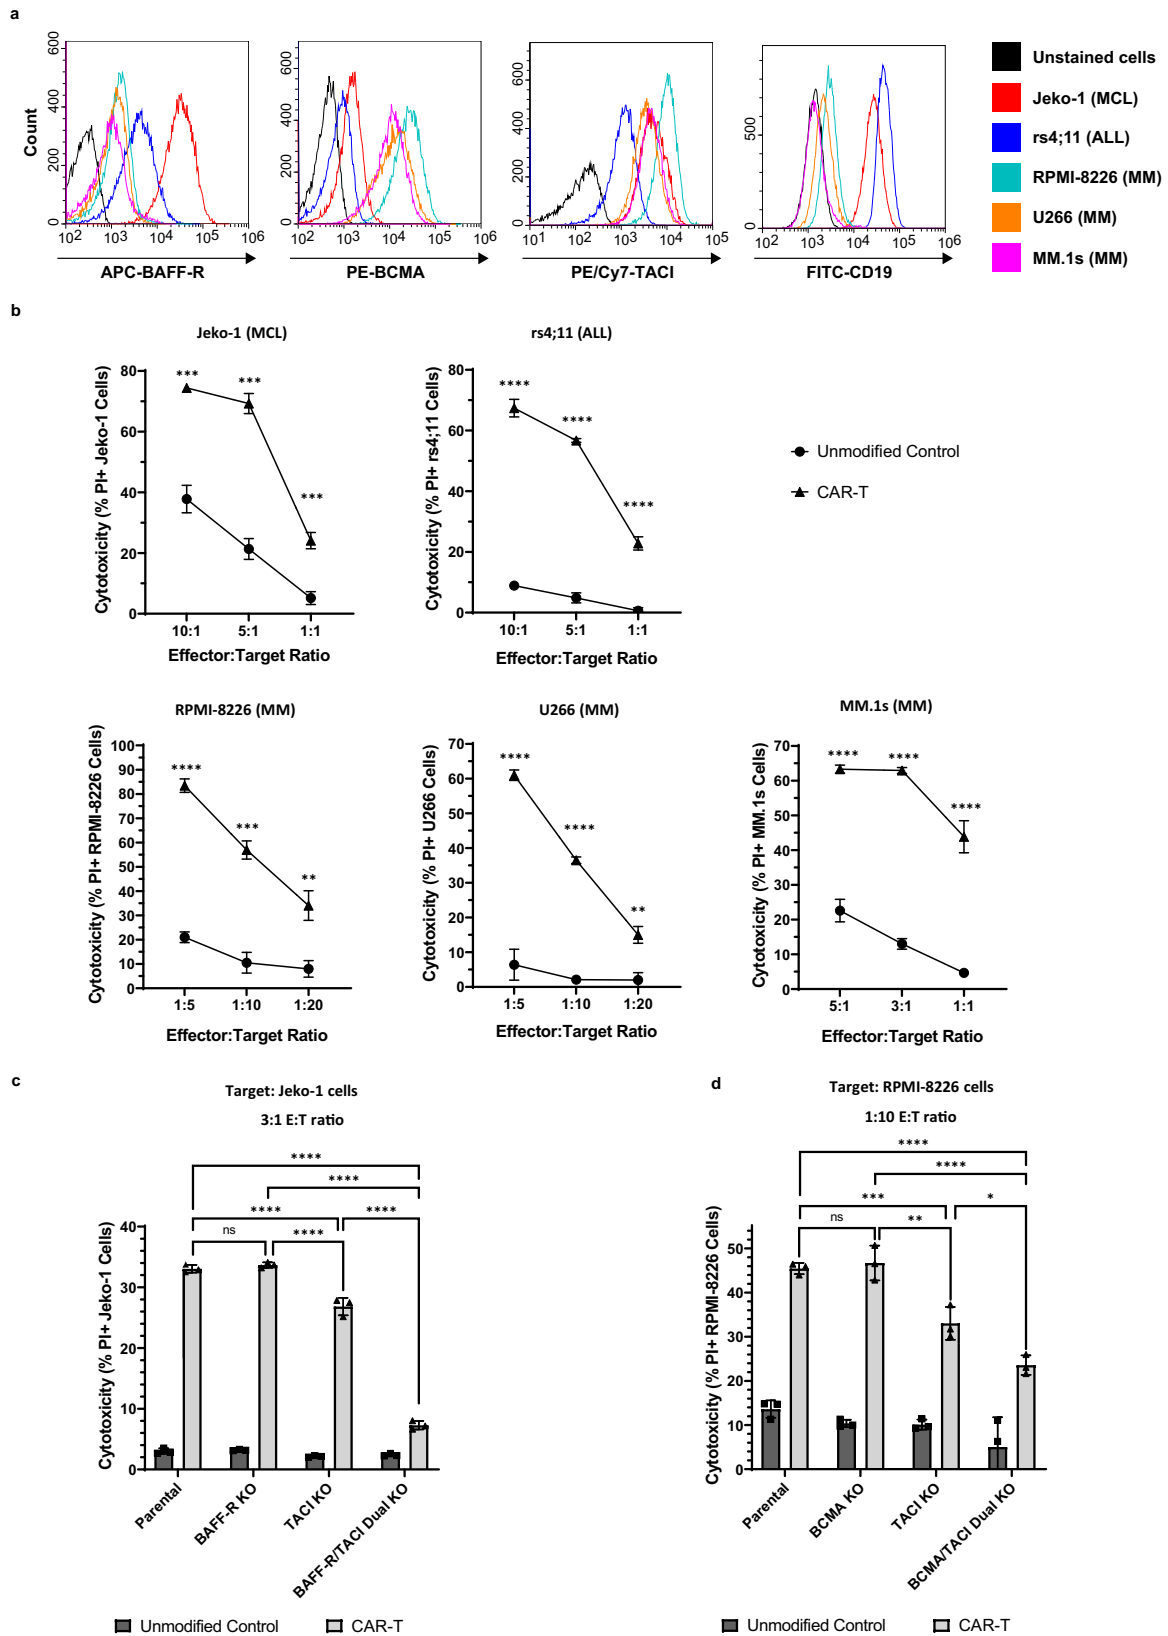 a
600
400
200
0
Count
10² 10³ 10⁴ 10⁵ 10⁶
APC-BAFF-R
600
400
200
0
10² 10³ 10⁴ 10⁵ 10⁶
PE-BCMA
600
400
200
0
10¹ 10² 10³ 10⁴ 10⁵
PE/Cy7-TACI
500
0
10² 10³ 10⁴ 10⁵ 10⁶
FITC-CD19
Unstained cells
Jeko-1 (MCL)
rs4;11 (ALL)
RPMI-8226 (MM)
U266 (MM)
MM.1s (MM)
b
Jeko-1 (MCL)
Cytotoxicity (% PI+ Jeko-1 Cells)
80
60
40
20
0
*** *** ***
10:1 5:1 1:1
Effector:Target Ratio
rs4;11 (ALL)
Cytotoxicity (% PI+ rs4;11 Cells)
80
60
40
20
0
**** **** ****
10:1 5:1 1:1
Effector:Target Ratio
Unmodified Control
CAR-T
RPMI-8226 (MM)
Cytotoxicity (% PI+ RPMI-8226 Cells)
100
90
80
70
60
50
40
30
20
10
0
**** *** **
1:5 1:10 1:20
Effector:Target Ratio
U266 (MM)
Cytotoxicity (% PI+ U266 Cells)
70
60
50
40
30
20
10
0
**** **** **
1:5 1:10 1:20
Effector:Target Ratio
MM.1s (MM)
Cytotoxicity (% PI+ MM.1s Cells)
70
60
50
40
30
20
10
0
**** **** ****
5:1 3:1 1:1
Effector:Target Ratio
c
Target: Jeko-1 cells
3:1 E:T ratio
****
****
**** ****
ns ****
Cytotoxicity (% PI+ Jeko-1 Cells)
40
30
20
10
0
Parental
BAFF-R KO
TACI KO
BAFF-R/TACI Dual KO
Unmodified Control
CAR-T
d
Target: RPMI-8226 cells
1:10 E:T ratio
****
****
*** *
ns **
Cytotoxicity (% PI+ RPMI-8226 Cells)
50
40
30
20
10
0
Parental
BCMA KO
TACI KO
BCMA/TACI Dual KO
Unmodified Control
CAR-T